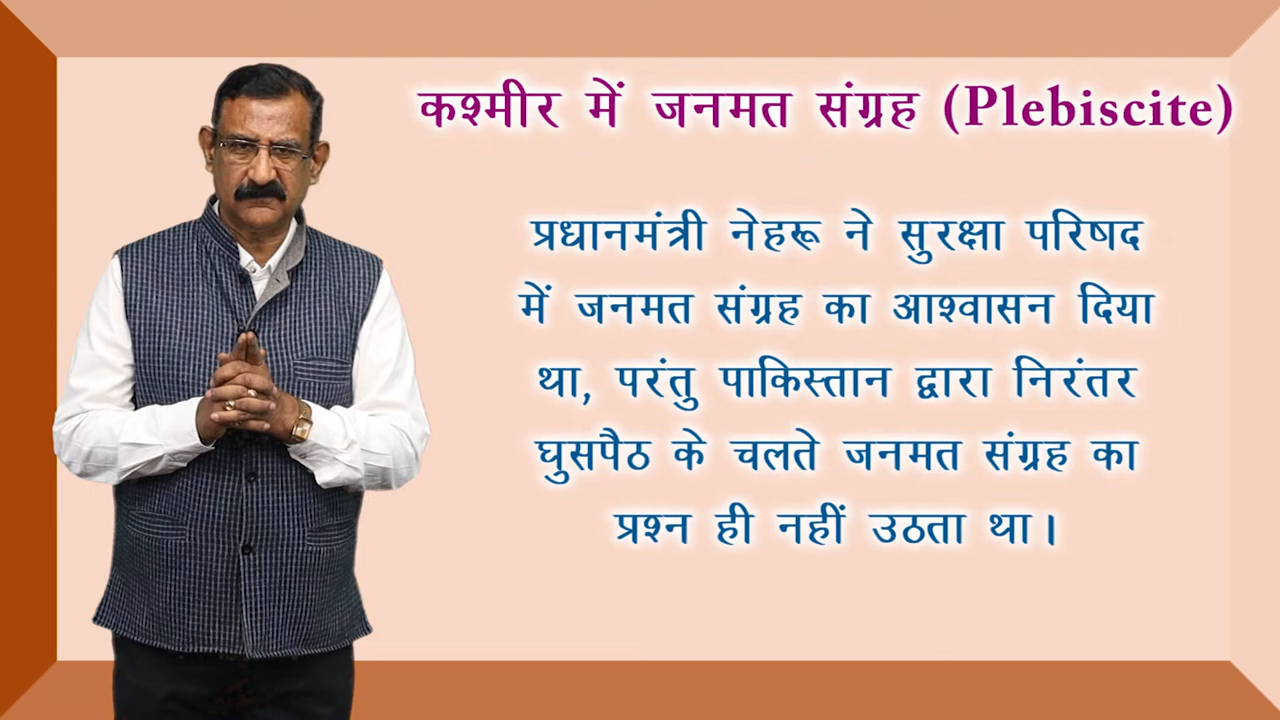 कश्मीर में जनमत संग्रह (Plebiscite)
प्रधानमंत्री नेहरू ने सुरक्षा परिषद
में जनमत संग्रह का आश्वासन दिया
था, परंतु पाकिस्तान द्वारा निरंतर
घुसपैठ के चलते जनमत संग्रह का
प्रश्न ही नहीं उठता था।